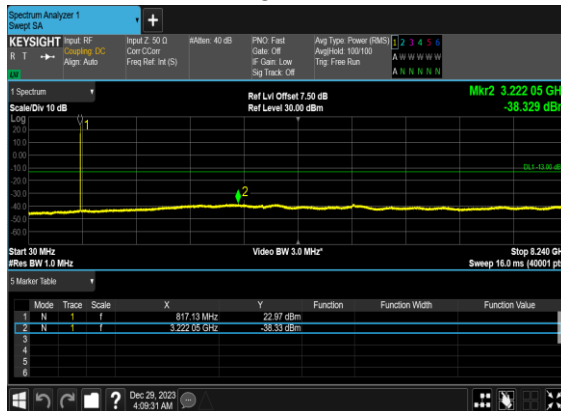 Spectrum Analyzer 1
Swept SA
+
KEYSIGHT Input: RF Input Z: 50 Ω #Atten: 40 dB PNO: Fast Avg Type: Power (RMS) 1 2 3 4 5 6
R T Coupling: DC Corr CCorr Gate: Off Avg|Hold: 100/100 A W W W W W
Align: Auto Freq Ref: Int (S) IF Gain: Low Trig: Free Run
LXI Sig Track: Off A N N N N N
1 Spectrum Ref Lvl Offset 7.50 dB Mkr2 3.222 05 GH
Scale/Div 10 dB Ref Level 30.00 dBm -38.329 dBr
Log
20.0
10.0
0.00
-10.0
-20.0
-30.0
-40.0
-50.0
-60.0
1
DL1 -13.00 dB
2
Start 30 MHz Video BW 3.0 MHz* Stop 8.240 GH
#Res BW 1.0 MHz Sweep 16.0 ms (40001 pt
5 Marker Table
Mode Trace Scale X Y Function Function Width Function Value
1 N 1 f 817.13 MHz 22.97 dBm
2 N 1 f 3.222 05 GHz -38.33 dBm
3
4
5
6
? Dec 29, 2023
4:09:31 AM